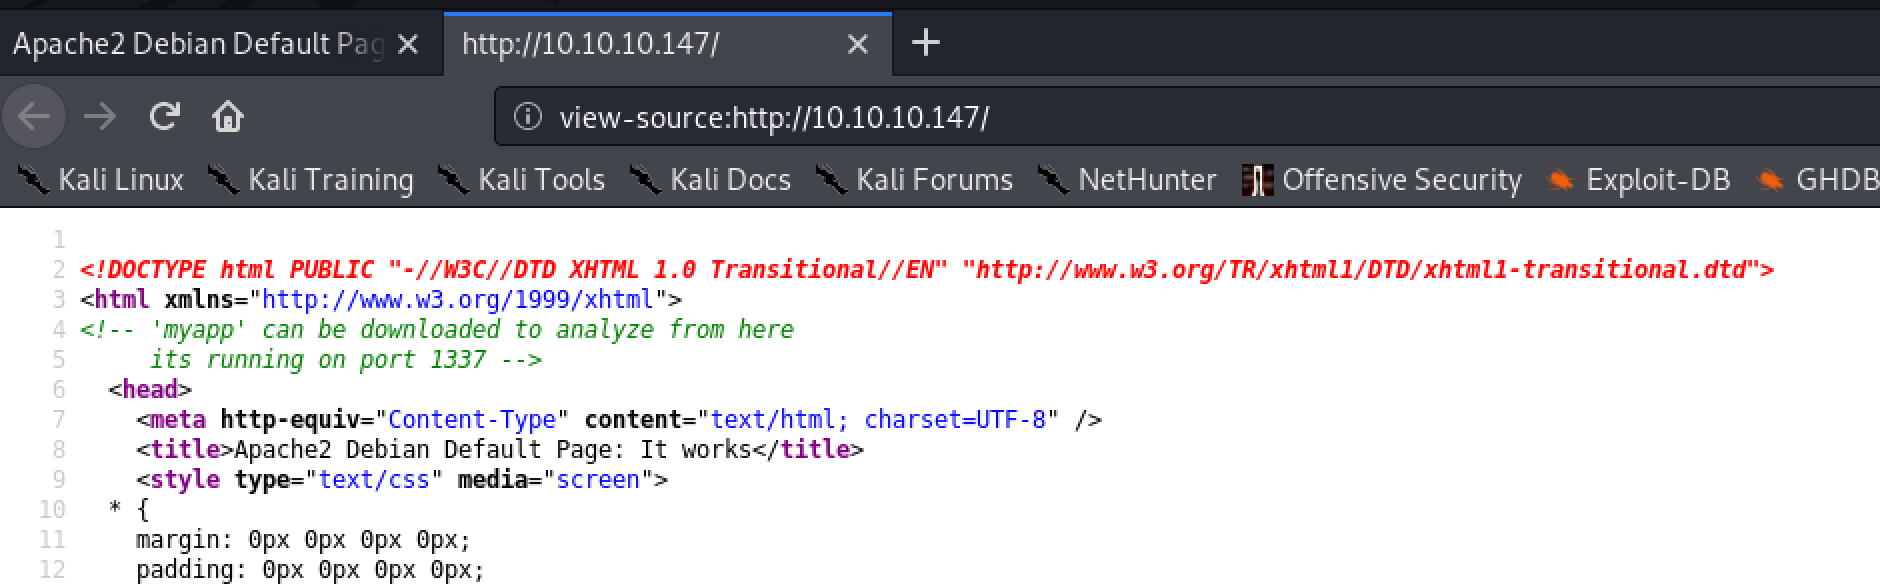 Apache2 Debian Default Pag
http://10.10.10.147/
view-source:http://10.10.10.147/
Kali Linux Kali Training Kali Tools Kali Docs Kali Forums NetHunter Offensive Security Exploit-DB GHDB
1
2 <!DOCTYPE html PUBLIC "-//W3C//DTD XHTML 1.0 Transitional//EN" "http://www.w3.org/TR/xhtml1/DTD/xhtml1-transitional.dtd">
3 <html xmlns="http://www.w3.org/1999/xhtml">
4 <!-- 'myapp' can be downloaded to analyze from here
5 its running on port 1337 -->
6 <head>
7 <meta http-equiv="Content-Type" content="text/html; charset=UTF-8" />
8 <title>Apache2 Debian Default Page: It works</title>
9 <style type="text/css" media="screen">
10 * {
11 margin: 0px 0px 0px 0px;
12 padding: 0px 0px 0px 0px;